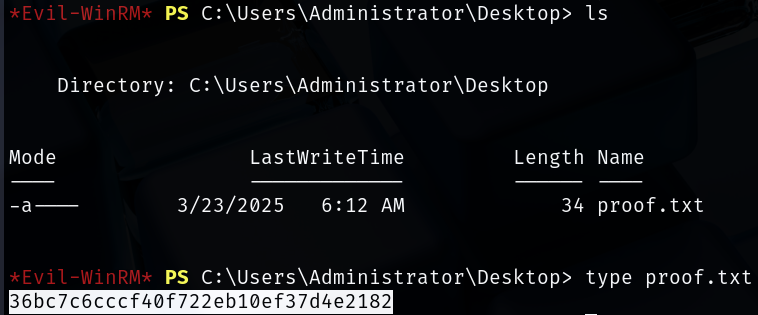 *Evil-WinRM* PS C:\Users\Administrator\Desktop> ls
Directory: C:\Users\Administrator\Desktop
Mode LastWriteTime Length Name
---- ------------- ------ ----
-a---- 3/23/2025 6:12 AM 34 proof.txt
*Evil-WinRM* PS C:\Users\Administrator\Desktop> type proof.txt
36bc7c6cccf40f722eb10ef37d4e2182